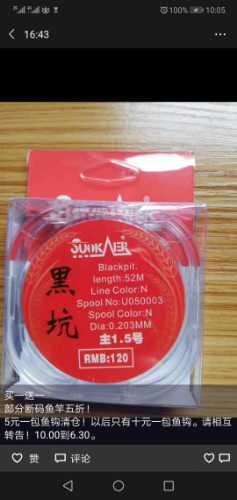 100%
10:05
16:43
SUOKAER
Blackpit.
length:52M
Line Color:N
Spool No:U050003
Spool Color:N
Dia:0.203MM
黑坑
主1.5号
RMB:120
买一送一
部分断码鱼竿五折！
5元一包鱼钩清仓！以后只有十元一包鱼钩。请相互
转告！10.00到6.30。
赞
评论